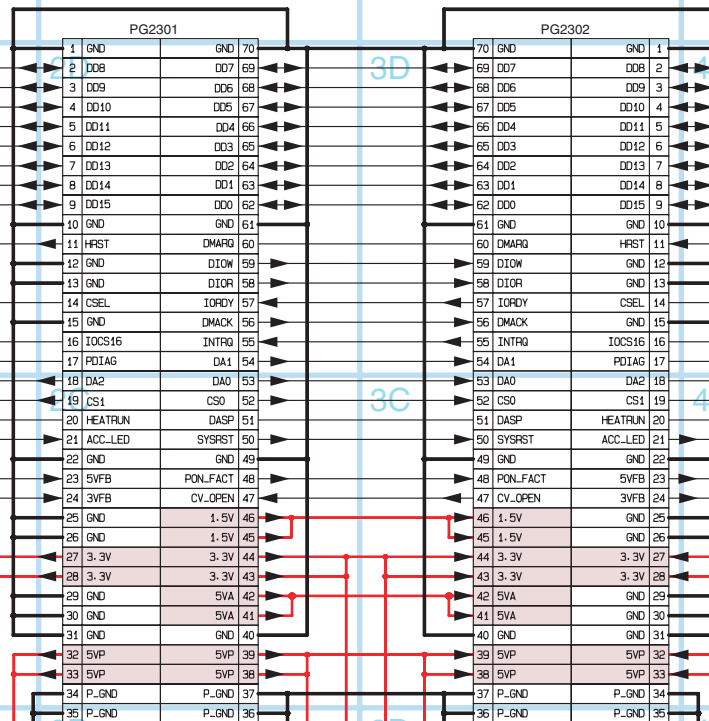 PG2301 PG2302
1 GND GND 70 70 GND GND 1
2D 3D 4
2 DD8 DD7 69 69 DD7 DD8 2
3 DD9 DD6 68 68 DD6 DD9 3
4 DD10 DD5 67 67 DD5 DD10 4
5 DD11 DD4 66 66 DD4 DD11 5
6 DD12 DD3 65 65 DD3 DD12 6
7 DD13 DD2 64 64 DD2 DD13 7
8 DD14 DD1 63 63 DD1 DD14 8
9 DD15 DD0 62 62 DD0 DD15 9
10 GND GND 61 61 GND GND 10
11 HRST DMARQ 60 60 DMARQ HRST 11
12 GND DIOW 59 59 DIOW GND 12
13 GND DIOR 58 58 DIOR GND 13
14 CSEL IORDY 57 57 IORDY CSEL 14
15 GND DMACK 56 56 DMACK GND 15
16 IOCS16 INTRQ 55 55 INTRQ IOCS16 16
17 PDIAG DA1 54 54 DA1 PDIAG 17
18 DA2 DA0 53 53 DA0 DA2 18
2C 3C 4
19 CS1 CS0 52 52 CS0 CS1 19
20 HEATRUN DASP 51 51 DASP HEATRUN 20
21 ACC_LED SYSRST 50 50 SYSRST ACC_LED 21
22 GND GND 49 49 GND GND 22
23 5VFB PON_FACT 48 48 PON_FACT 5VFB 23
24 3VFB CV_OPEN 47 47 CV_OPEN 3VFB 24
25 GND 1.5V 46 46 1.5V GND 25
26 GND 1.5V 45 45 1.5V GND 26
27 3.3V 3.3V 44 44 3.3V 3.3V 27
28 3.3V 3.3V 43 43 3.3V 3.3V 28
29 GND 5VA 42 42 5VA GND 29
30 GND 5VA 41 41 5VA GND 30
31 GND GND 40 40 GND GND 31
32 5VP 5VP 39 39 5VP 5VP 32
33 5VP 5VP 38 38 5VP 5VP 33
34 P_GND P_GND 37 37 P_GND P_GND 34
35 P_GND P_GND 36 36 P_GND P_GND 35